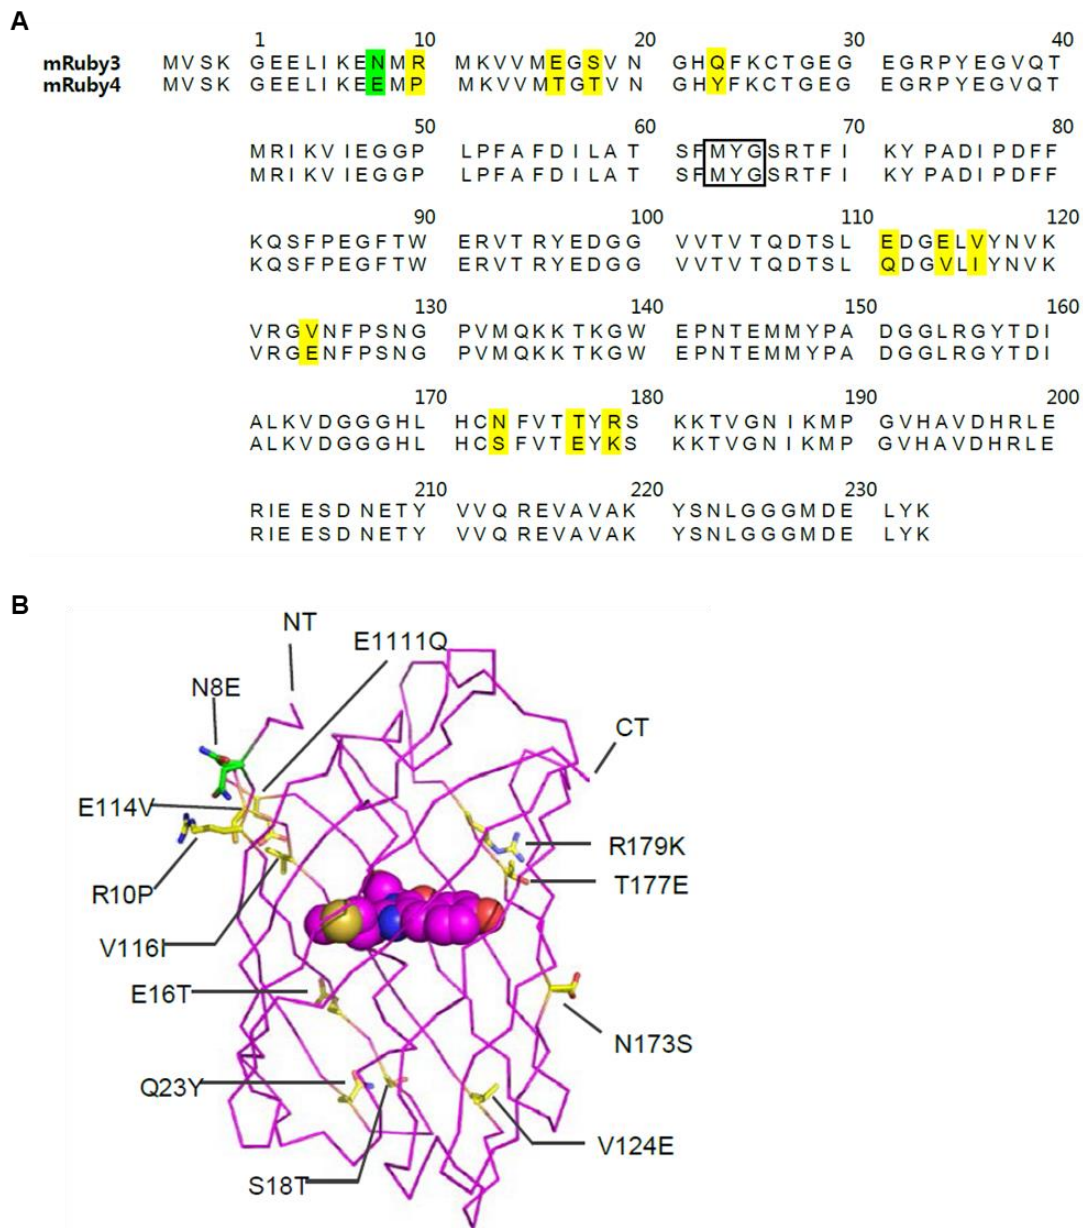 A
1 10 20 30 40
mRuby3 MVSK GEELIKENMR MKVVMEGSVN GHQFKCTGEG EGRPYEGVQT
mRuby4 MVSK GEELIKEEMP MKVVMTGTVN GHYFKCTGEG EGRPYEGVQT
50 60 70 80
MRIKVIEGGP LPFAFDILAT SFMYGSRTFI KYPADIPDFF
MRIKVIEGGP LPFAFDILAT SFMYGSRTFI KYPADIPDFF
90 100 110 120
KQSFPEGFTW ERVTRYEDGG VVTVTQDTSL EDGELVYNVK
KQSFPEGFTW ERVTRYEDGG VVTVTQDTSL QDGVLIYNVK
130 140 150 160
VRGVNFPSNG PVMQKKTKGW EPNTEMMYPA DGGLRGYTDI
VRGENFPSNG PVMQKKTKGW EPNTEMMYPA DGGLRGYTDI
170 180 190 200
ALKVDGGGHL HCNFVTTYRS KKTVGNIKMP GVHAVDHRLE
ALKVDGGGHL HCSFVTEYKS KKTVGNIKMP GVHAVDHRLE
210 220 230
RIEESDNETY VVQREVAVAK YSNLGGGMDE LYK
RIEESDNETY VVQREVAVAK YSNLGGGMDE LYK
B
NT
E1111Q
N8E
CT
E114V
R179K
T177E
R10P
V116I
E16T
N173S
Q23Y
V124E
S18T